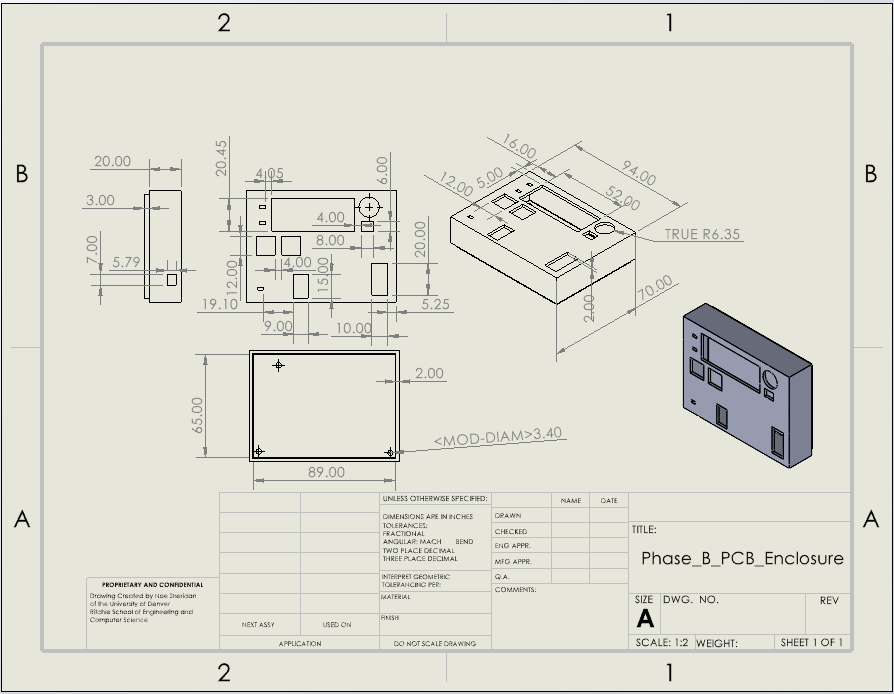 2
1
B
B
20.00
3.00
7.00
5.79
20.45
4.05
6.00
4.00
8.00
12.00
4.00
15.00
20.00
19.10
9.00
10.00
5.25
16.00
94.00
12.00
5.00
52.00
TRUE R6.35
2.00
70.00
65.00
2.00
<MOD-DIAM>3.40
89.00
A
A
UNLESS OTHERWISE SPECIFIED:
DIMENSIONS ARE IN INCHES
TOLERANCES:
FRACTIONAL
ANGULAR: MACH BEND
TWO PLACE DECIMAL
THREE PLACE DECIMAL
INTERPRET GEOMETRIC
TOLERANCING PER:
MATERIAL
FINISH
DO NOT SCALE DRAWING
NAME DATE
DRAWN
CHECKED
ENG APPR.
MFG APPR.
Q.A.
COMMENTS:
TITLE:
Phase_B_PCB_Enclosure
SIZE DWG. NO. REV
A
SCALE: 1:2 WEIGHT: SHEET 1 OF 1
PROPRIETARY AND CONFIDENTIAL
Drawing Created by Noe Sheridan
of the University of Denver
Ritchie School of Engineering and
Computer Science
NEXT ASSY USED ON
APPLICATION
2
1